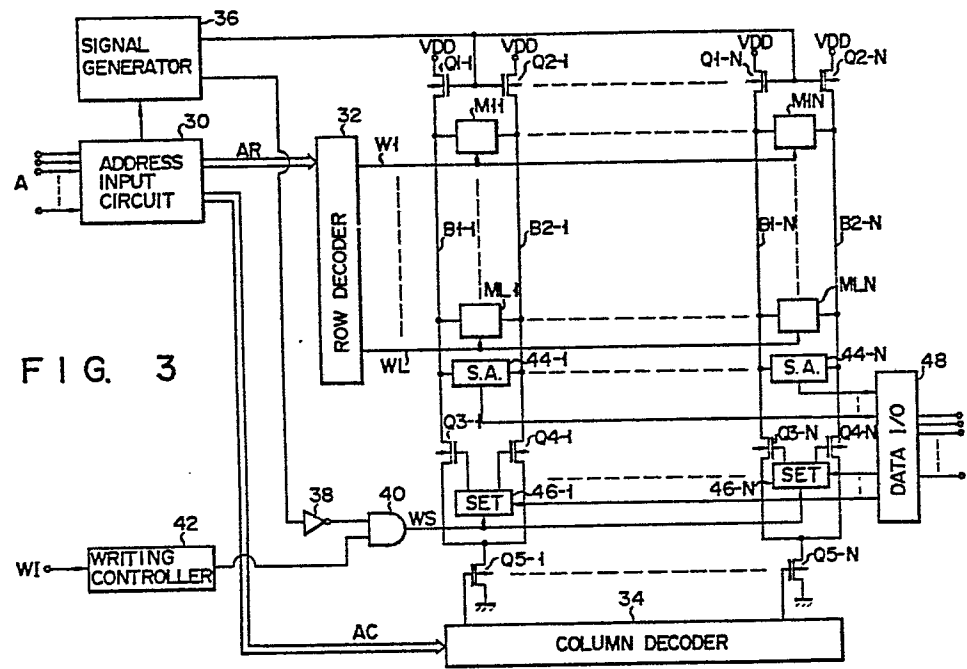 36
SIGNAL
GENERATOR
VDD VDD
Q1-1
Q2-1
VDD VDD
Q1-N
Q2-N
M11
M1N
30
ADDRESS
INPUT
CIRCUIT
A
AR
32
ROW DECODER
W1
B1-1
B2-1
B1-N
B2-N
ML1
MLN
WL
FIG. 3
S.A.
44-1
S.A.
44-N
48
DATA I/O
Q3-1
Q4-1
Q3-N
Q4-N
SET
46-1
SET
46-N
38
40
WS
42
WRITING
CONTROLLER
WI
Q5-1
Q5-N
34
AC
COLUMN DECODER